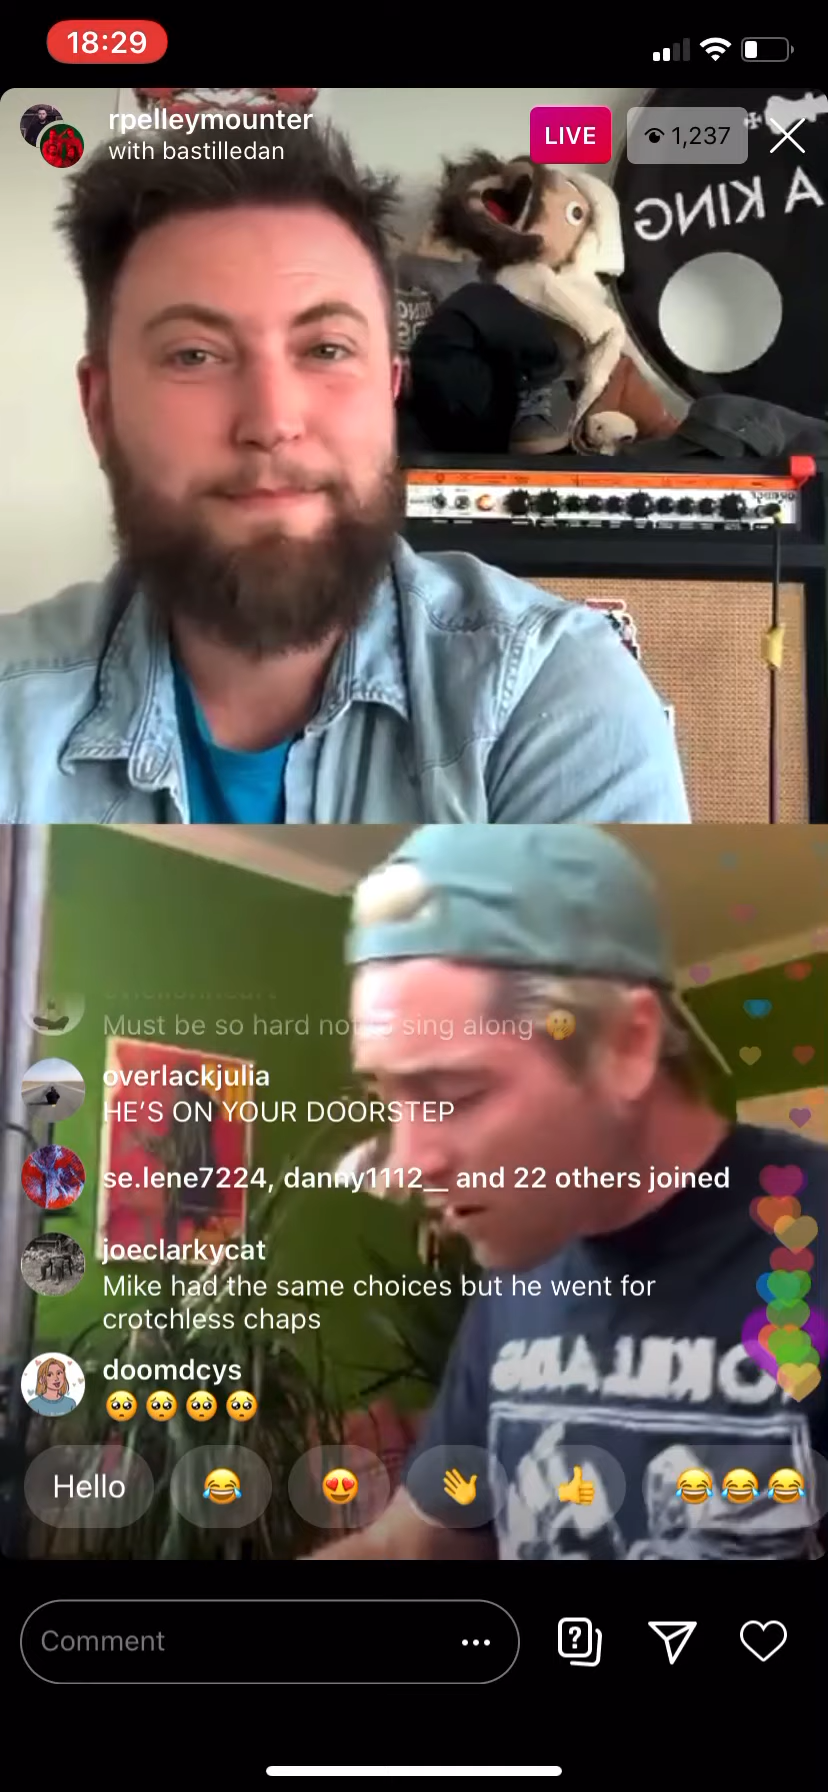 18:29
rpelleymounter
with bastilledan
LIVE
1,237
A KING
Must be so hard not to sing along 🤭
overlackjulia
HE'S ON YOUR DOORSTEP
se.lene7224, danny1112__ and 22 others joined
joeclarkycat
Mike had the same choices but he went for
crotchless chaps
doomdcys
🥺🥺🥺🥺
Hello
😂
😍
👋
👍
😂😂😂
Comment